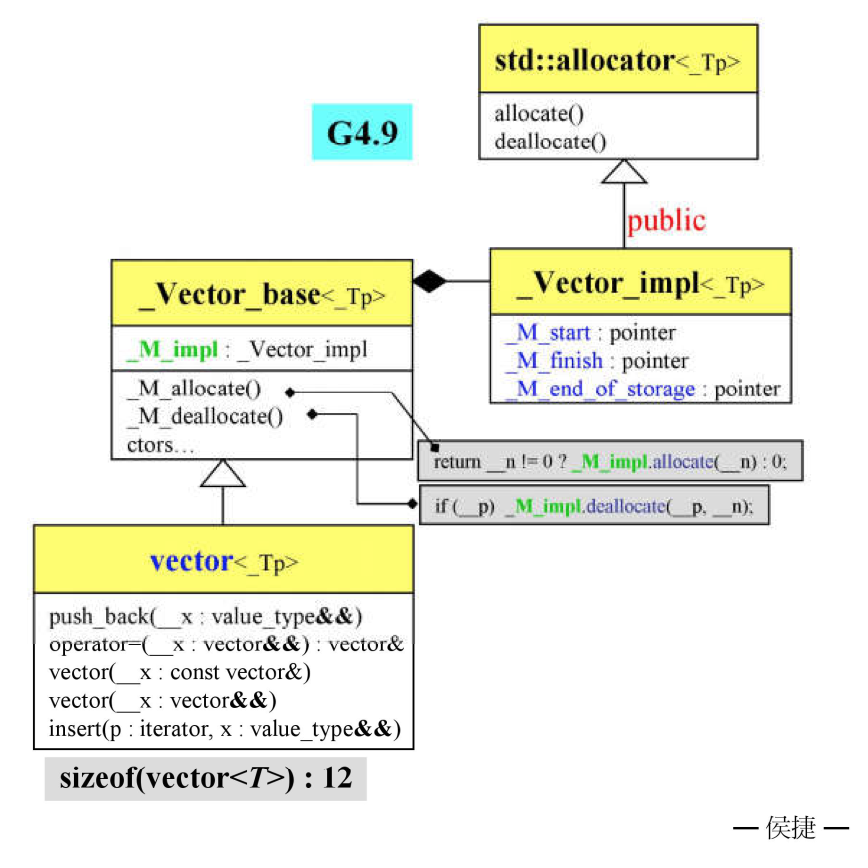 std::allocator<_Tp>
allocate()
deallocate()
G4.9
public
_Vector_base<_Tp>
_M_impl : _Vector_impl
_M_allocate()
_M_deallocate()
ctors…
_Vector_impl<_Tp>
_M_start : pointer
_M_finish : pointer
_M_end_of_storage : pointer
return __n != 0 ? _M_impl.allocate(__n) : 0;
if (__p) _M_impl.deallocate(__p, __n);
vector<_Tp>
push_back(__x : value_type&&)
operator=(__x : vector&&) : vector&
vector(__x : const vector&)
vector(__x : vector&&)
insert(p : iterator, x : value_type&&)
sizeof(vector<T>) : 12
— 侯捷 —